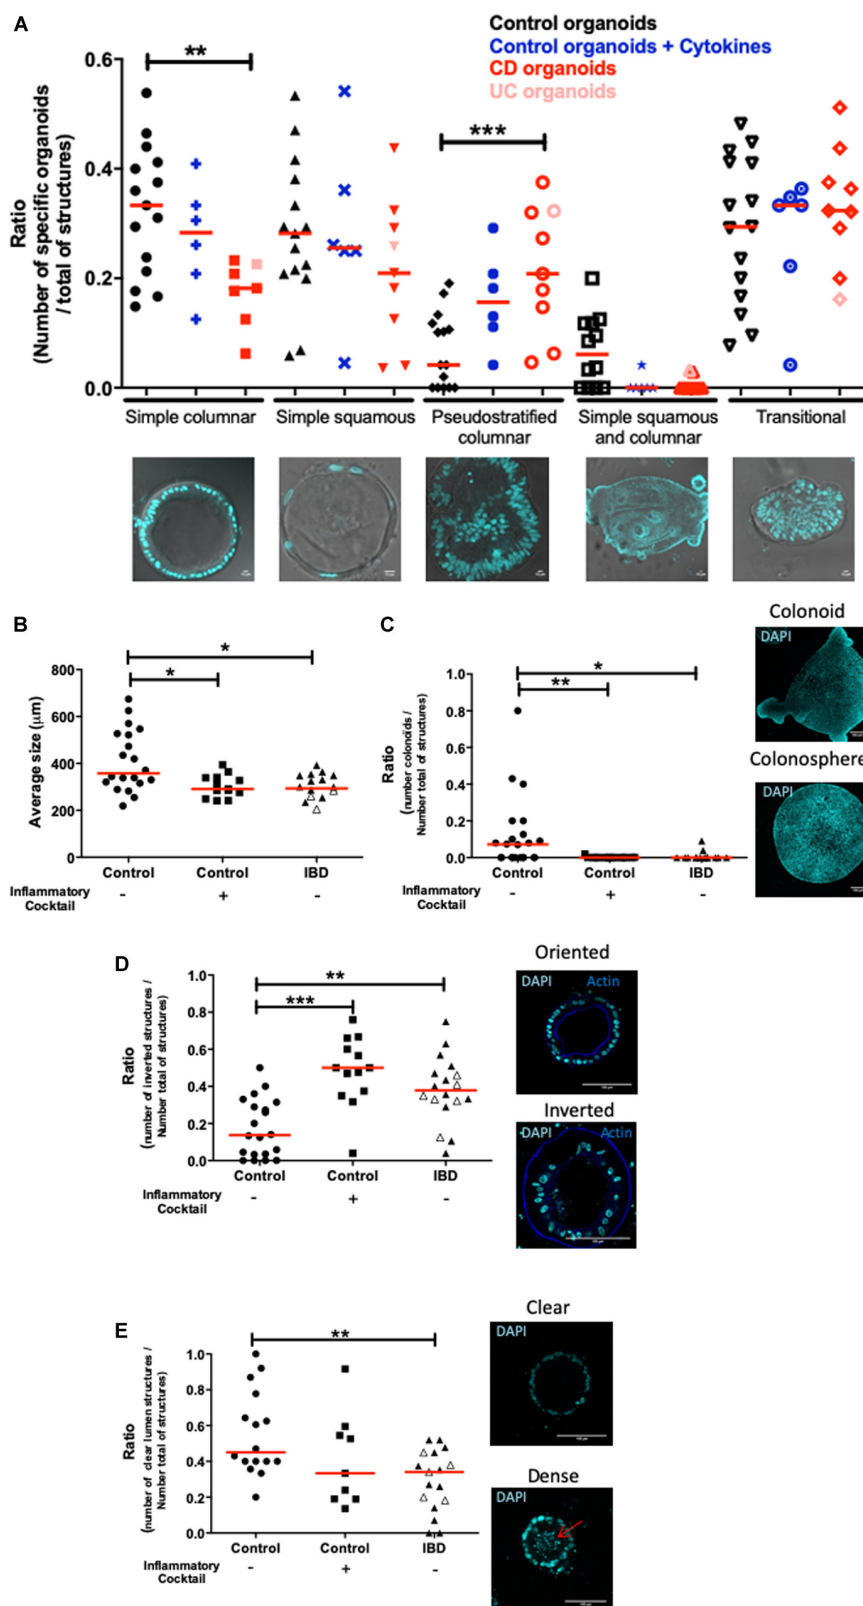 A
Control organoids
Control organoids + Cytokines
CD organoids
UC organoids
Ratio
(Number of specific organoids
/ total of structures)
0.6
0.4
0.2
0.0
**
***
Simple columnar
Simple squamous
Pseudostratified
columnar
Simple squamous
and columnar
Transitional
B
Average size (μm)
800
600
400
200
0
*
*
Control
Control
IBD
Inflammatory
Cocktail
-
+
-
C
Ratio
(number colonoids /
Number total of structures)
1.0
0.8
0.6
0.4
0.2
0.0
*
**
Control
Control
IBD
Inflammatory
Cocktail
-
+
-
Colonoid
DAPI
Colonosphere
DAPI
D
Ratio
(number of inverted structures /
Number total of structures)
1.0
0.8
0.6
0.4
0.2
0.0
**
***
Control
Control
IBD
Inflammatory
Cocktail
-
+
-
Oriented
DAPI
Actin
Inverted
DAPI
Actin
E
Ratio
(number of clear lumen structures /
Number total of structures)
1.0
0.8
0.6
0.4
0.2
0.0
**
Control
Control
IBD
Inflammatory
Cocktail
-
+
-
Clear
DAPI
Dense
DAPI